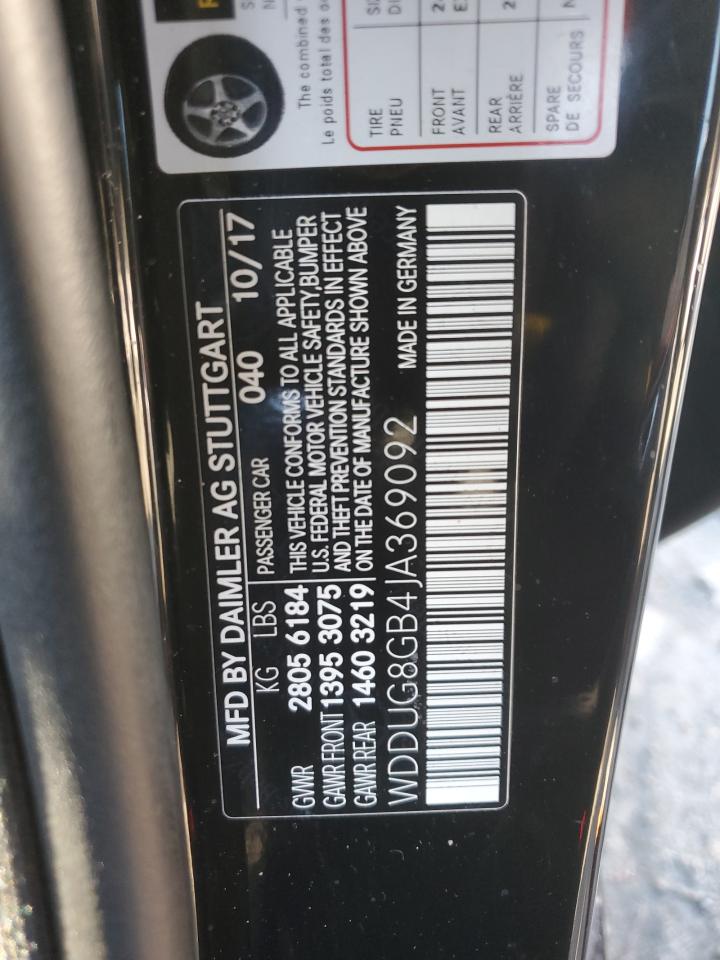 MFD BY DAIMLER AG STUTTGART
KG LBS PASSENGER CAR 040 10/17
GVWR 2805 6184 THIS VEHICLE CONFORMS TO ALL APPLICABLE
GAWR FRONT 1395 3075 U.S. FEDERAL MOTOR VEHICLE SAFETY, BUMPER
AND THEFT PREVENTION STANDARDS IN EFFECT
GAWR REAR 1460 3219 ON THE DATE OF MANUFACTURE SHOWN ABOVE
WDDUG8GB4JA369092 MADE IN GERMANY
The combined
Le poids total des
TIRE
PNEU
FRONT
AVANT
REAR
ARRIÈRE
SPARE
DE SECOURS